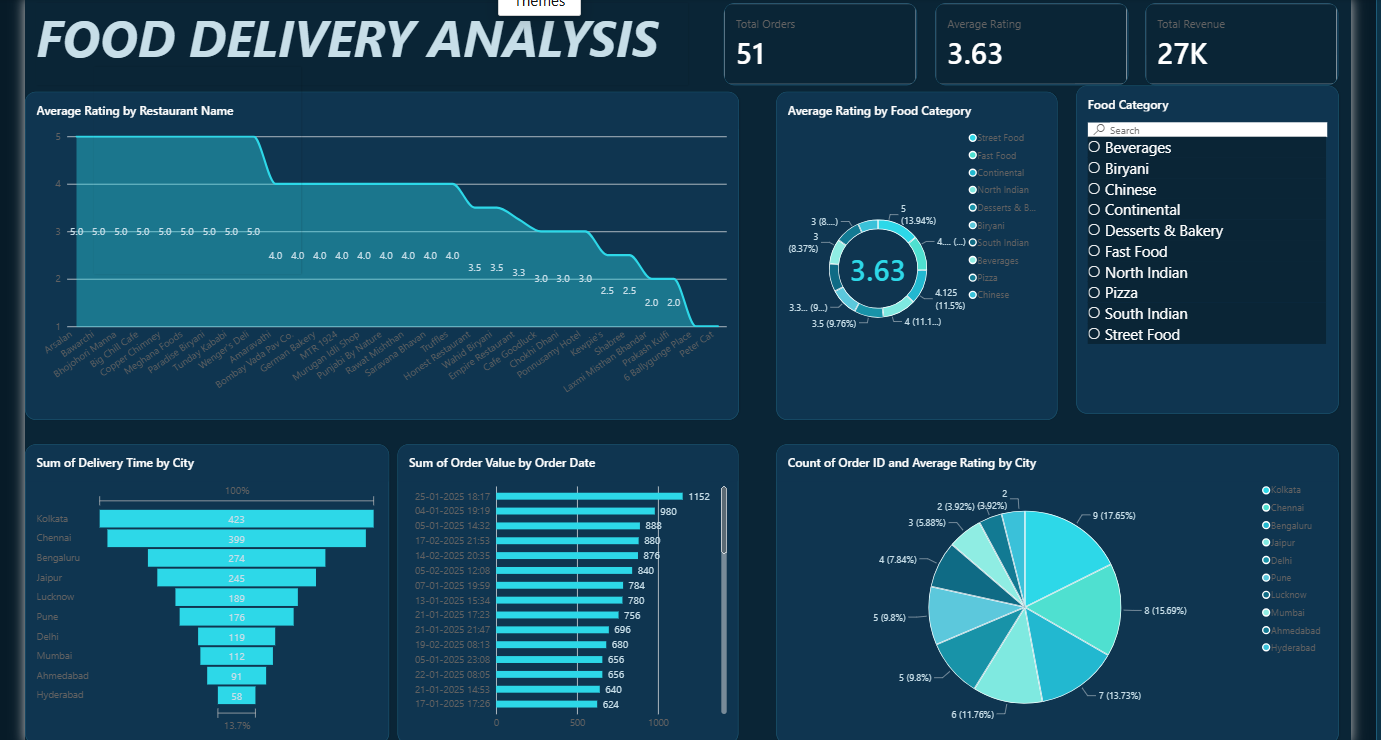 Themes
FOOD DELIVERY ANALYSIS
Total Orders
51
Average Rating
3.63
Total Revenue
27K
Average Rating by Restaurant Name
5
4
3
2
1
5.0 5.0 5.0 5.0 5.0 5.0 5.0 5.0 5.0
4.0 4.0 4.0 4.0 4.0 4.0 4.0 4.0 4.0
3.5 3.5 3.3 3.0 3.0 3.0 2.5 2.5 2.0 2.0
Arsalan
Bawarchi
Bhojohori Manna
Big Chill Cafe
Copper Chimney
Meghana Foods
Paradise Biryani
Tunday Kababi
Wenger's Deli
Amaravathi
Bombay Vada Pav Co.
German Bakery
MTR 1924
Murugan Idli Shop
Punjab By Nature
Rawat Mishthan
Saravana Bhavan
Truffles
Honest Restaurant
Wahid Biryani
Empire Restaurant
Cafe Goodluck
Chokhi Dhani
Ponnusamy Hotel
Kewpie's
Shabree
Laxmi Misthan Bhandar
Prakash Kulfi
6 Ballygunge Place
Peter Cat
Average Rating by Food Category
5
(13.94%)
4.... (...)
4.125
(11.5%)
4 (11.1...)
3.5 (9.76%)
3.3... (9...)
3
(8.37%)
3 (8....)
3.63
Street Food
Fast Food
Continental
North Indian
Desserts & B...
Biryani
South Indian
Beverages
Pizza
Chinese
Food Category
Search
Beverages
Biryani
Chinese
Continental
Desserts & Bakery
Fast Food
North Indian
Pizza
South Indian
Street Food
Sum of Delivery Time by City
100%
Kolkata 423
Chennai 399
Bengaluru 274
Jaipur 245
Lucknow 189
Pune 176
Delhi 119
Mumbai 112
Ahmedabad 91
Hyderabad 58
13.7%
Sum of Order Value by Order Date
25-01-2025 18:17 1152
04-01-2025 19:19 980
05-01-2025 14:32 888
17-02-2025 21:53 880
14-02-2025 20:35 876
05-02-2025 12:08 840
07-01-2025 19:59 784
13-01-2025 15:34 780
21-01-2025 17:23 756
21-01-2025 21:47 696
19-02-2025 08:13 680
05-01-2025 23:08 656
22-01-2025 08:05 656
21-01-2025 14:53 640
17-01-2025 17:26 624
0 500 1000
Count of Order ID and Average Rating by City
9 (17.65%)
8 (15.69%)
7 (13.73%)
6 (11.76%)
5 (9.8%)
5 (9.8%)
4 (7.84%)
3 (5.88%)
2 (3.92%)
2
(3.92%)
Kolkata
Chennai
Bengaluru
Jaipur
Delhi
Pune
Lucknow
Mumbai
Ahmedabad
Hyderabad